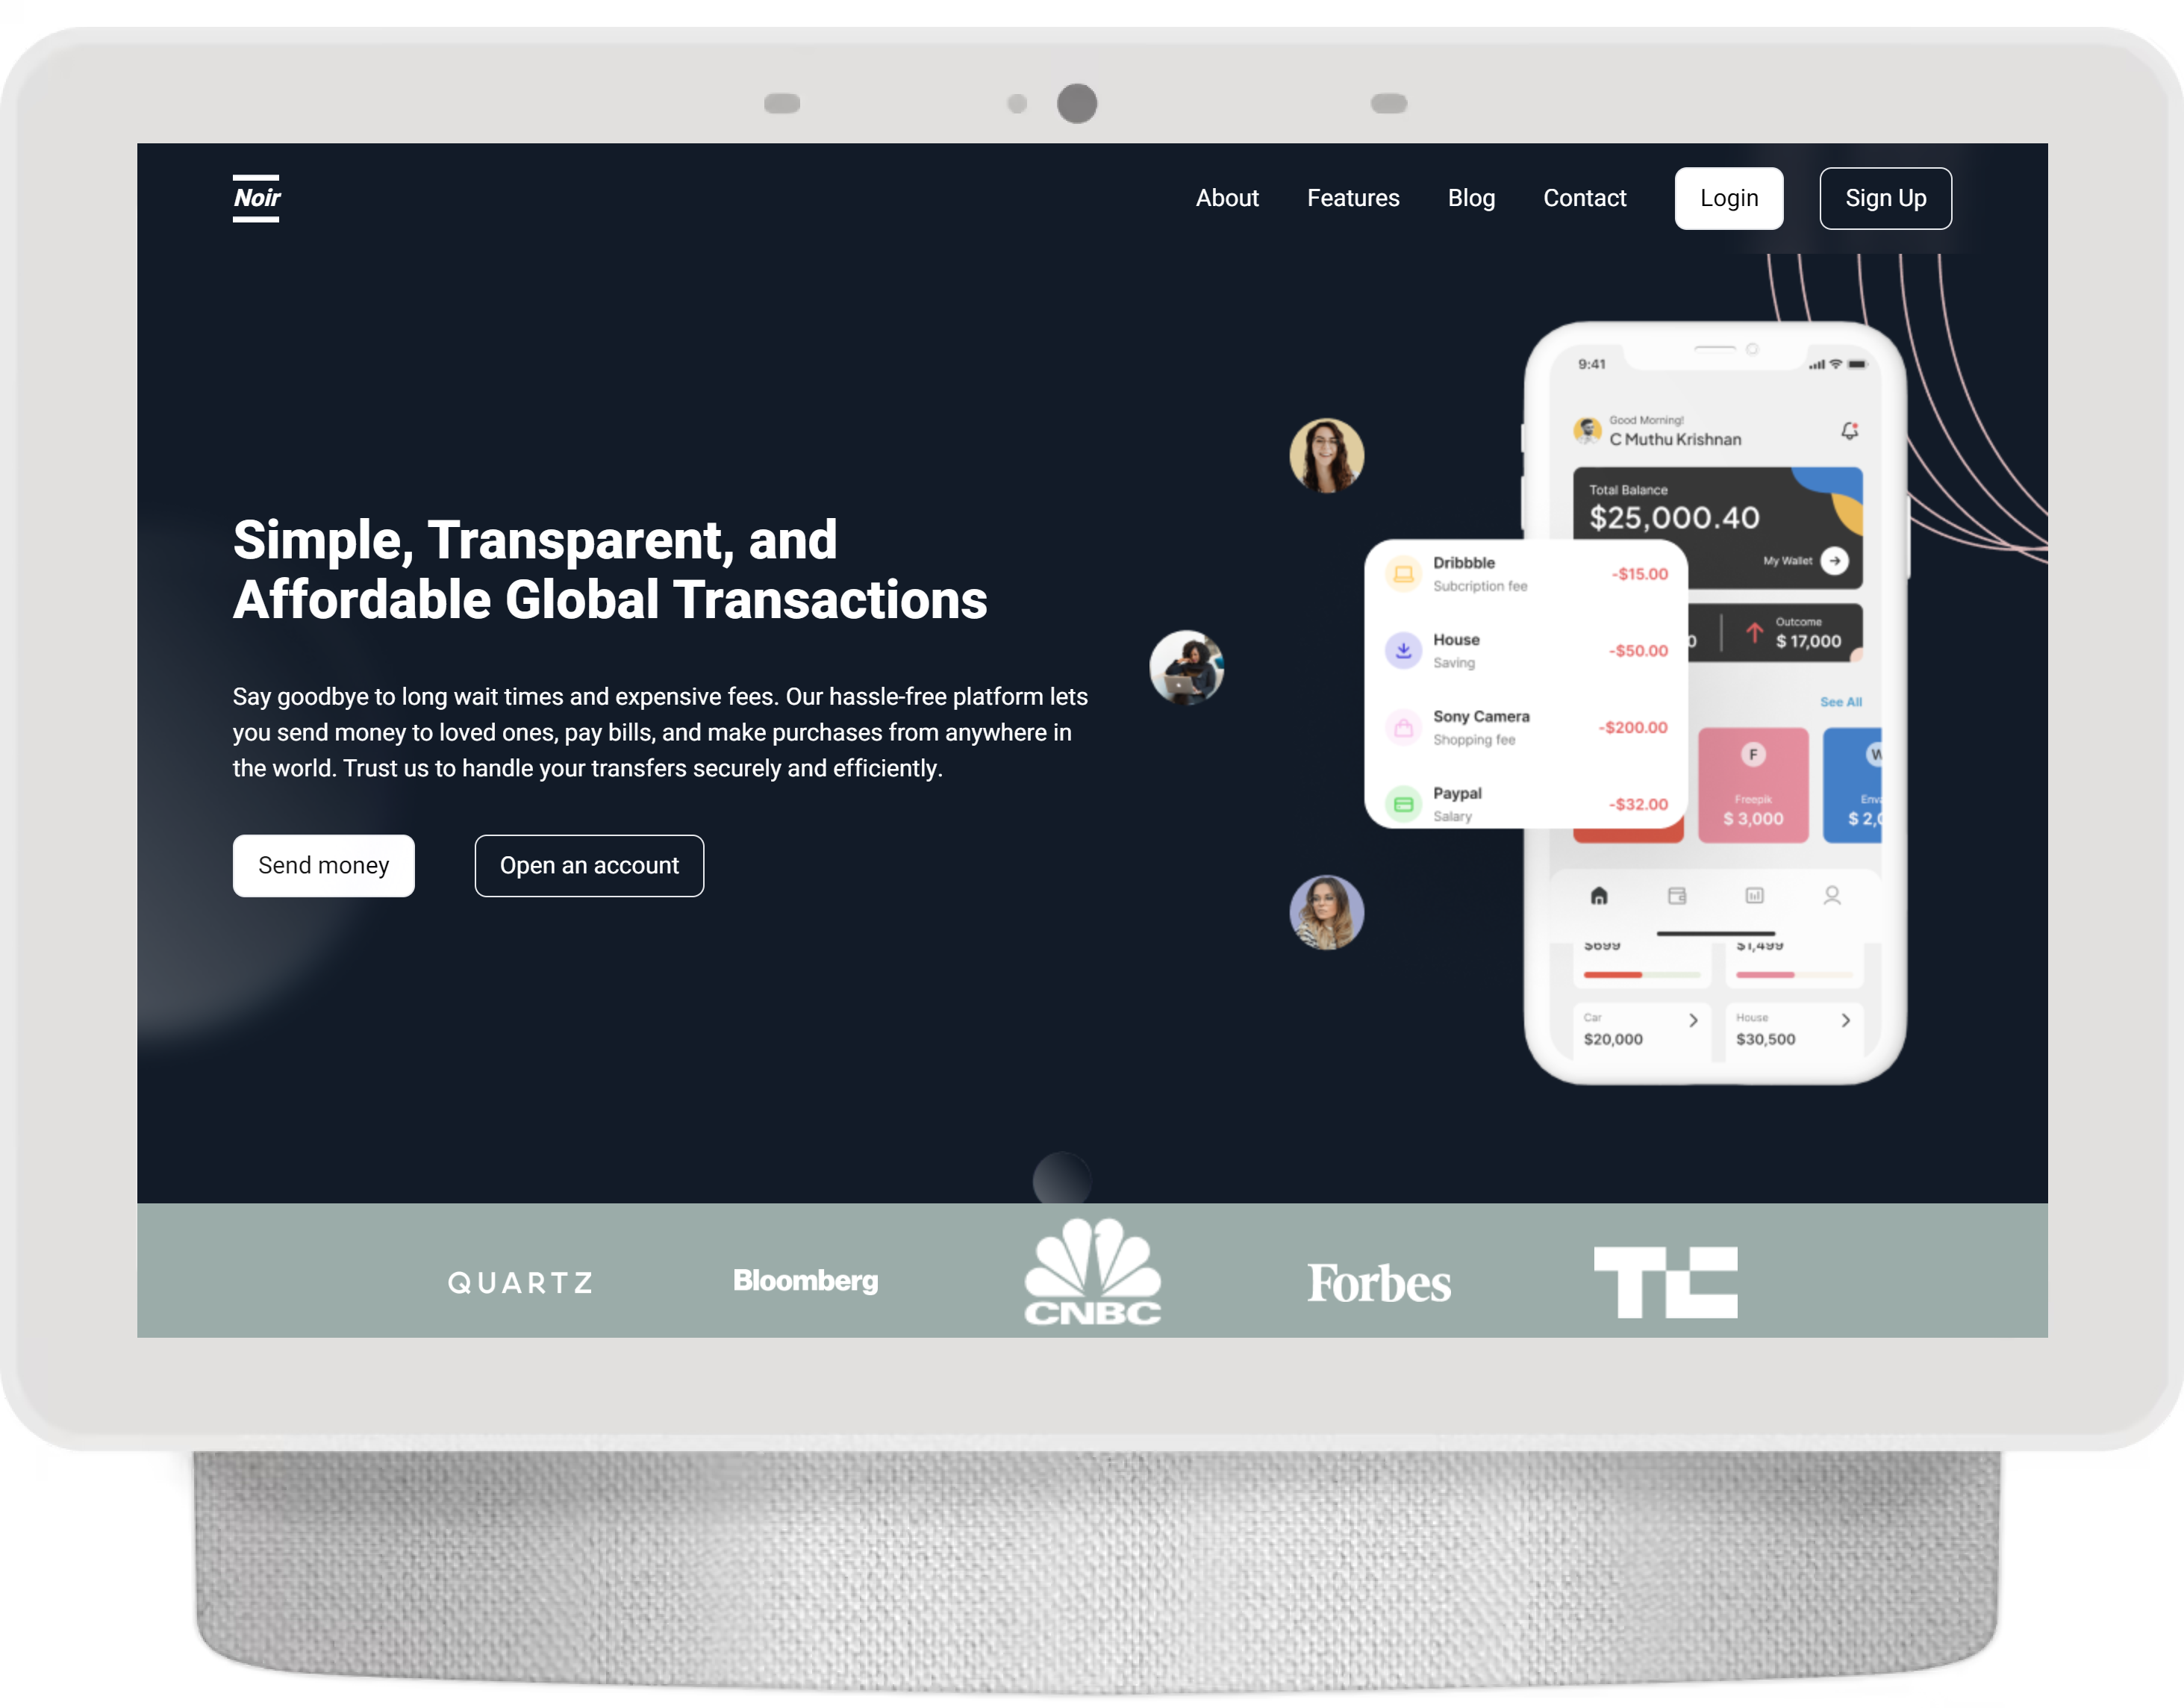 Noir
About
Features
Blog
Contact
Login
Sign Up
Simple, Transparent, and
Affordable Global Transactions
Say goodbye to long wait times and expensive fees. Our hassle-free platform lets
you send money to loved ones, pay bills, and make purchases from anywhere in
the world. Trust us to handle your transfers securely and efficiently.
Send money
Open an account
9:41
Good Morning!
C Muthu Krishnan
Total Balance
$25,000.40
My Wallet
Outcome
$ 17,000
Dribbble
-$15.00
Subcription fee
House
-$50.00
Saving
Sony Camera
-$200.00
Shopping fee
Paypal
-$32.00
Salary
See All
F
Freepik
$ 3,000
W
$699
$1,499
Car
$20,000
House
$30,500
QUARTZ
Bloomberg
CNBC
Forbes
TC